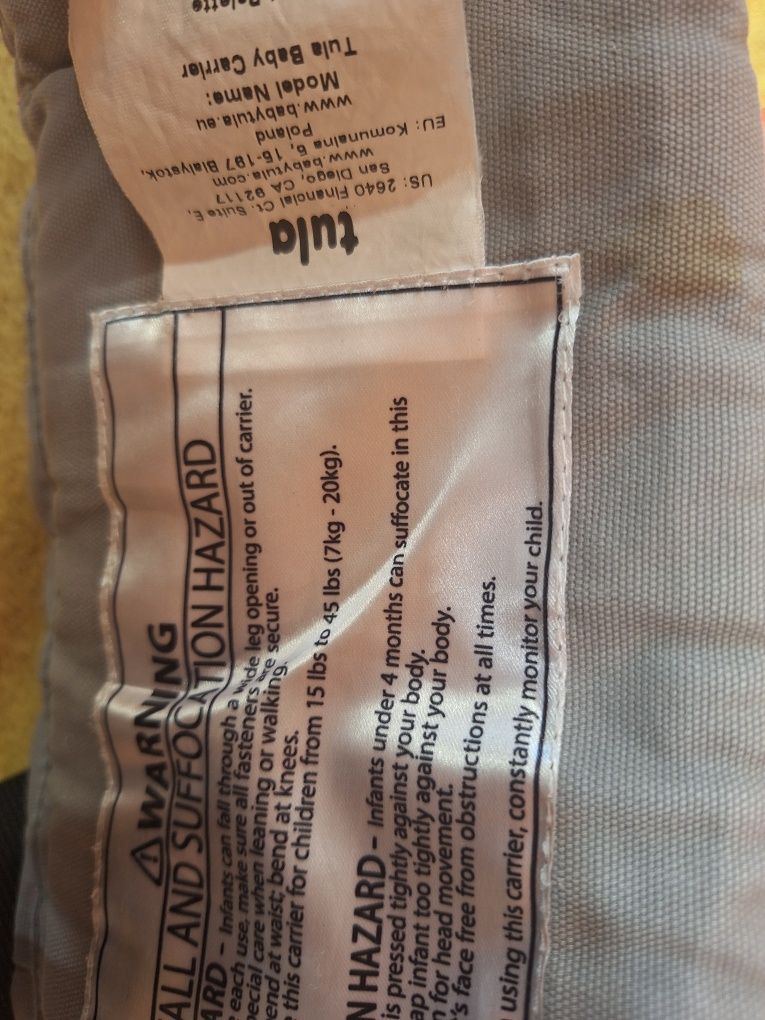 tula
US: 2640 Financial Ct. Suite E,
San Diego, CA 92117
www.babytula.com
EU: Komunalna 5, 15-197 Bialystok,
Poland
www.babytula.eu
Model Name:
Tula Baby Carrier
Palette
WARNING
ALL AND SUFFOCATION HAZARD
ARD – Infants can fall through a wide leg opening or out of carrier.
each use, make sure all fasteners are secure.
pecial care when leaning or walking.
end at waist; bend at knees.
this carrier for children from 15 lbs to 45 lbs (7kg - 20kg).
N HAZARD – Infants under 4 months can suffocate in this
is pressed tightly against your body.
ap infant too tightly against your body.
for head movement.
's face free from obstructions at all times.
using this carrier, constantly monitor your child.